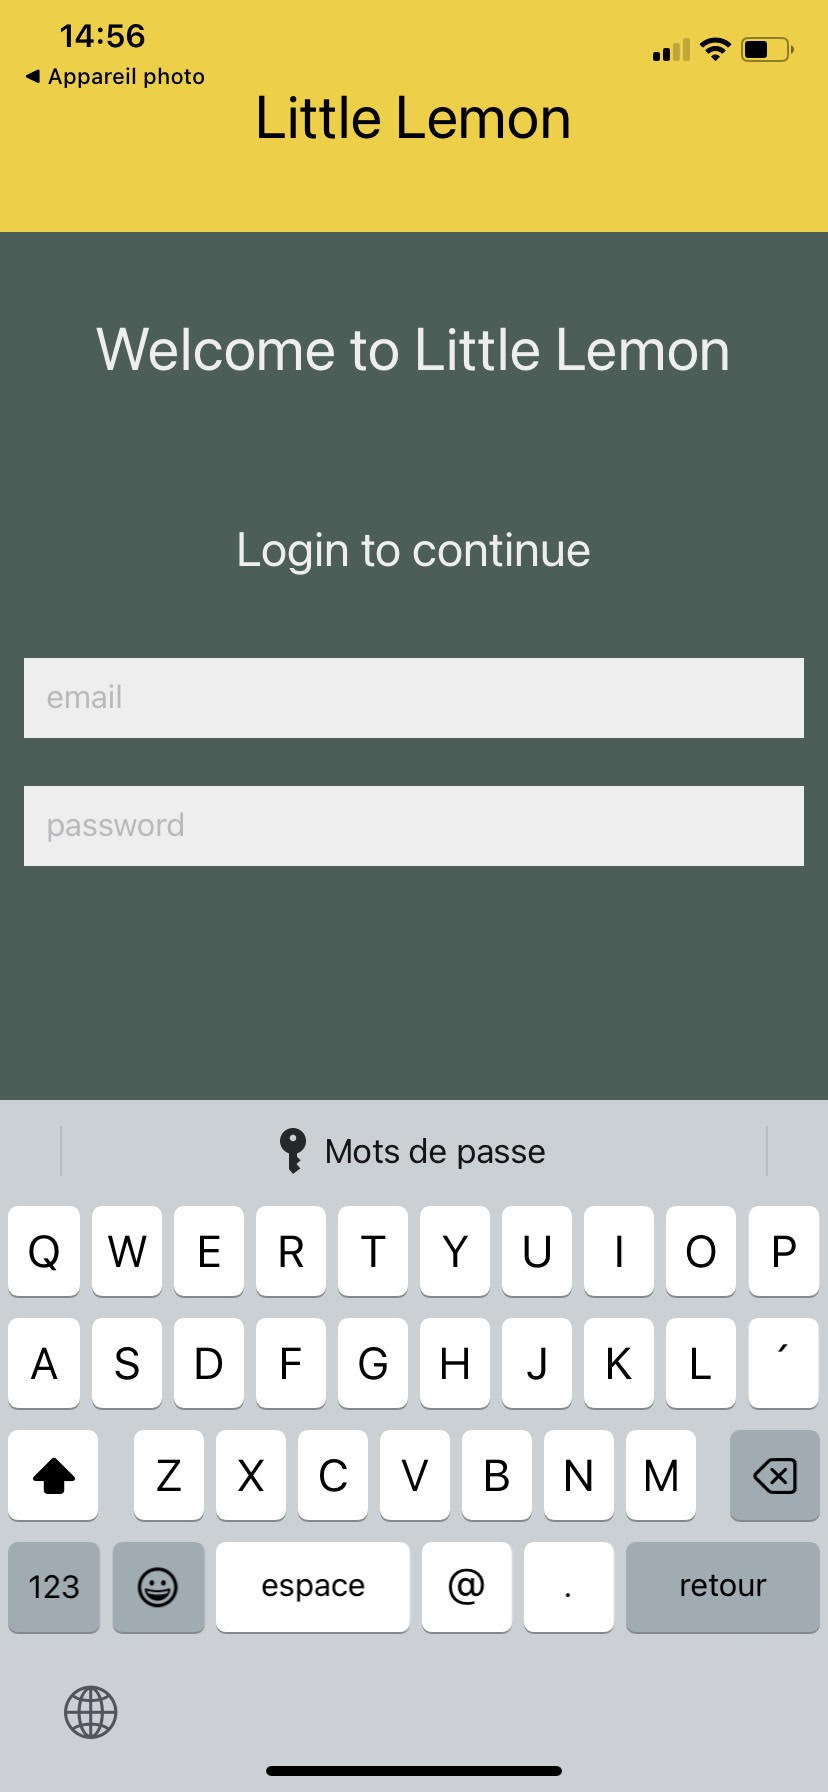 14:56
◀ Appareil photo
Little Lemon
Welcome to Little Lemon
Login to continue
email
password
Mots de passe
Q W E R T Y U I O P
A S D F G H J K L ´
Z X C V B N M
123 espace @ . retour